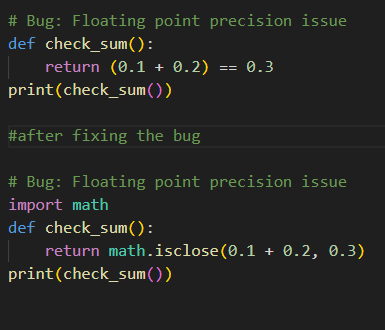 # Bug: Floating point precision issue
def check_sum():
    return (0.1 + 0.2) == 0.3
print(check_sum())
#after fixing the bug
# Bug: Floating point precision issue
import math
def check_sum():
    return math.isclose(0.1 + 0.2, 0.3)
print(check_sum())